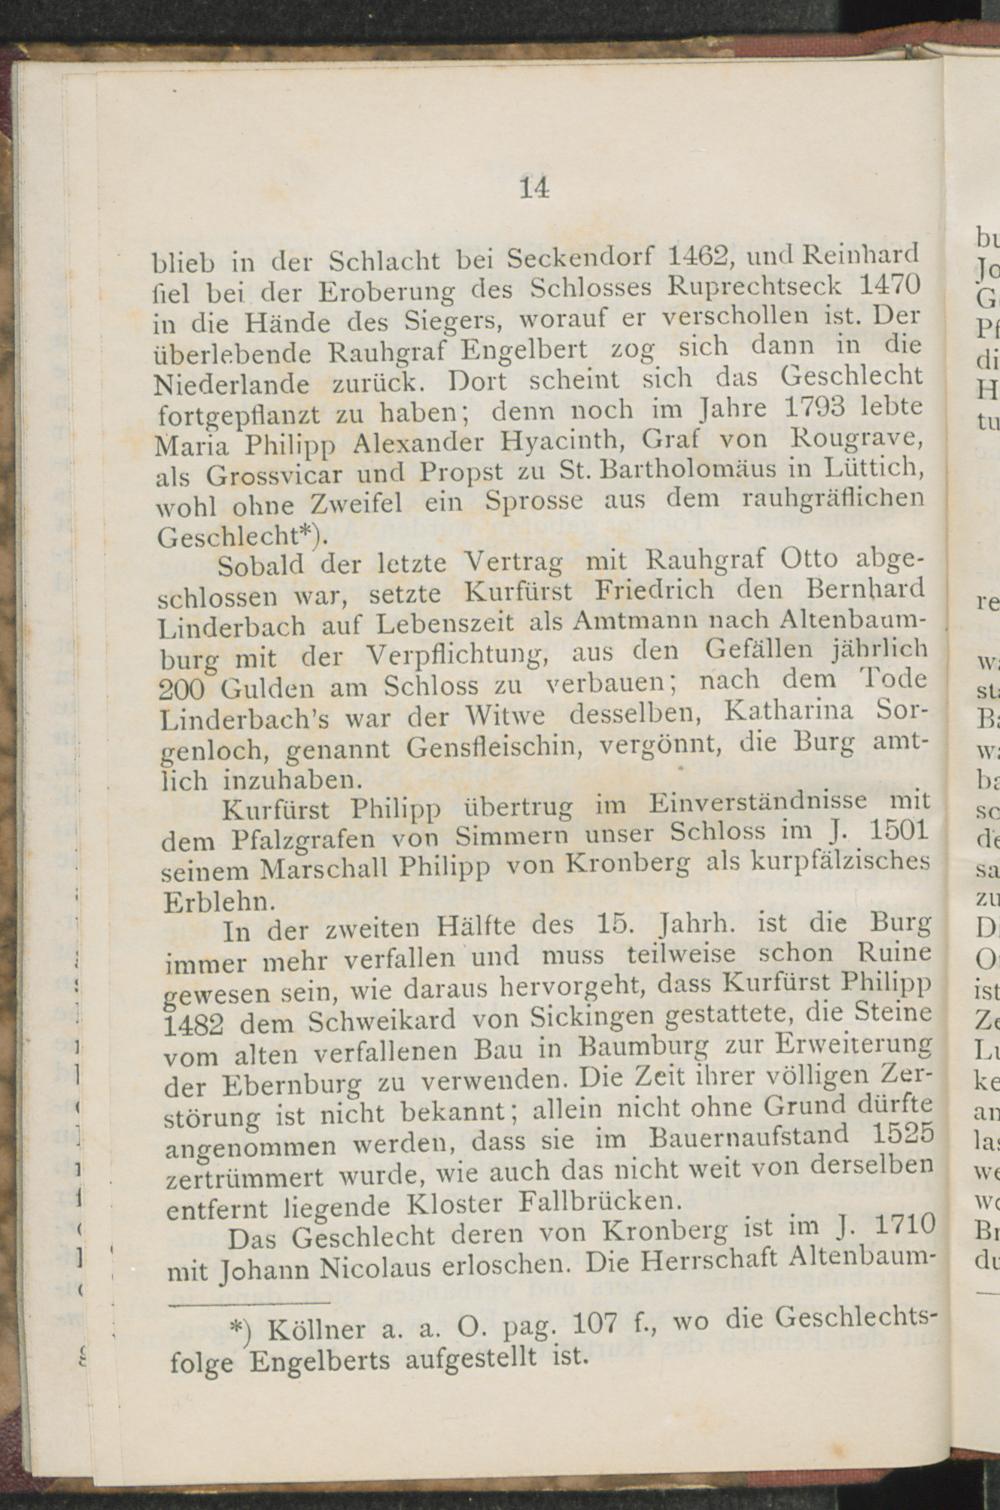 14
blieb in der Schlacht bei Seckendorf 1462, und Reinhard
fiel bei der Eroberung des Schlosses Ruprechtseck 1470
in die Hände des Siegers, worauf er verschollen ist. Der
überlebende Rauhgraf Engelbert zog sich dann in die
Niederlande zurück. Dort scheint sich das Geschlecht
fortgepflanzt zu haben; denn noch im Jahre 1793 lebte
Maria Philipp Alexander Hyacinth, Graf von Rougrave,
als Grossvicar und Propst zu St. Bartholomäus in Lüttich,
wohl ohne Zweifel ein Sprosse aus dem rauhgräflichen
Geschlecht*).
Sobald der letzte Vertrag mit Rauhgraf Otto abge-
schlossen war, setzte Kurfürst Friedrich den Bernhard
Linderbach auf Lebenszeit als Amtmann nach Altenbaum-
burg mit der Verpflichtung, aus den Gefällen jährlich
200 Gulden am Schloss zu verbauen; nach dem Tode
Linderbach's war der Witwe desselben, Katharina Sor-
genloch, genannt Gensfleischin, vergönnt, die Burg amt-
lich inzuhaben.
Kurfürst Philipp übertrug im Einverständnisse mit
dem Pfalzgrafen von Simmern unser Schloss im J. 1501
seinem Marschall Philipp von Kronberg als kurpfälzisches
Erblehn.
In der zweiten Hälfte des 15. Jahrh. ist die Burg
immer mehr verfallen und muss teilweise schon Ruine
gewesen sein, wie daraus hervorgeht, dass Kurfürst Philipp
1482 dem Schweikard von Sickingen gestattete, die Steine
vom alten verfallenen Bau in Baumburg zur Erweiterung
der Ebernburg zu verwenden. Die Zeit ihrer völligen Zer-
störung ist nicht bekannt; allein nicht ohne Grund dürfte
angenommen werden, dass sie im Bauernaufstand 1525
zertrümmert wurde, wie auch das nicht weit von derselben
entfernt liegende Kloster Fallbrücken.
Das Geschlecht deren von Kronberg ist im J. 1710
mit Johann Nicolaus erloschen. Die Herrschaft Altenbaum-
*) Köllner a. a. O. pag. 107 f., wo die Geschlechts-
folge Engelberts aufgestellt ist.